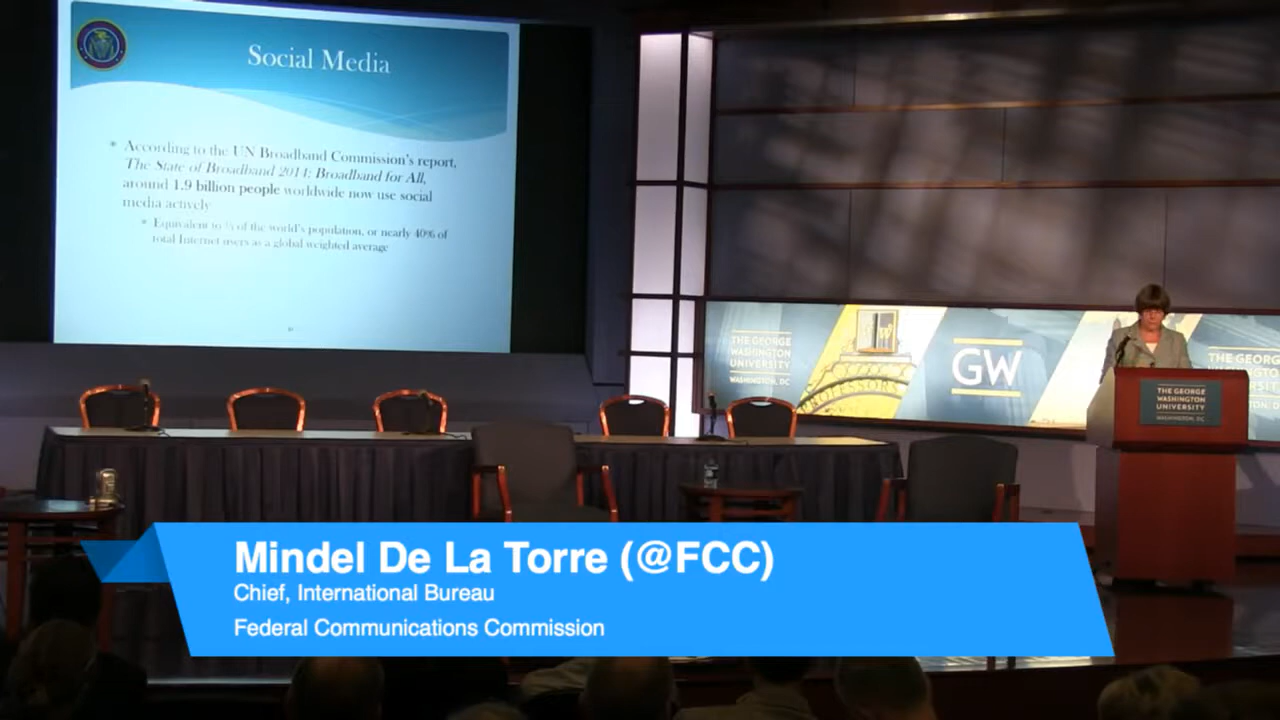 Social Media
According to the UN Broadband Commission's report,
The State of Broadband 2014: Broadband for All,
around 1.9 billion people worldwide now use social
media actively
Equivalent to of the world's population, or nearly 40% of
total Internet users as a global weighted average
THE GEORGE
WASHINGTON
UNIVERSITY
WASHINGTON, DC
PROFESSORS
GW
THE GEORGE
WASHINGTON
UNIVERSITY
WASHINGTON, DC
Mindel De La Torre (@FCC)
Chief, International Bureau
Federal Communications Commission